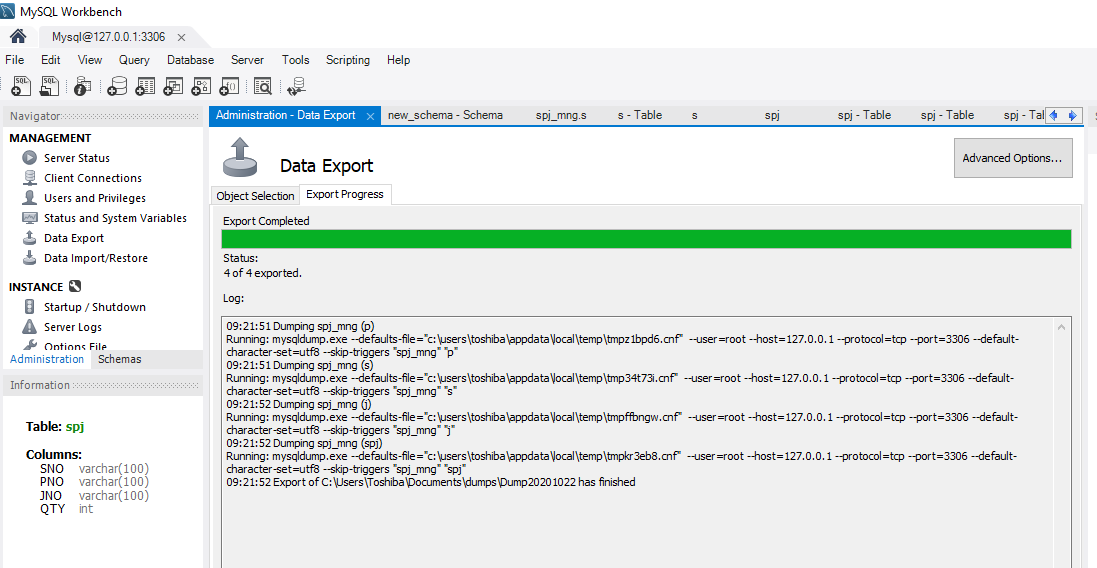 MySQL Workbench
Mysql@127.0.0.1:3306
File Edit View Query Database Server Tools Scripting Help
Navigator
MANAGEMENT
Server Status
Client Connections
Users and Privileges
Status and System Variables
Data Export
Data Import/Restore
INSTANCE
Startup / Shutdown
Server Logs
Options File
Administration Schemas
Information
Table: spj
Columns:
SNO varchar(100)
PNO varchar(100)
JNO varchar(100)
QTY int
Administration - Data Export new_schema - Schema spj_mng.s s - Table s spj spj - Table spj - Table spj - Tal
Data Export
Advanced Options...
Object Selection Export Progress
Export Completed
Status:
4 of 4 exported.
Log:
09:21:51 Dumping spj_mng (p)
Running: mysqldump.exe --defaults-file="c:\users\toshiba\appdata\local\temp\tmpz1bpd6.cnf" --user=root --host=127.0.0.1 --protocol=tcp --port=3306 --default-
character-set=utf8 --skip-triggers "spj_mng" "p"
09:21:51 Dumping spj_mng (s)
Running: mysqldump.exe --defaults-file="c:\users\toshiba\appdata\local\temp\tmp34t73i.cnf" --user=root --host=127.0.0.1 --protocol=tcp --port=3306 --default-
character-set=utf8 --skip-triggers "spj_mng" "s"
09:21:52 Dumping spj_mng (j)
Running: mysqldump.exe --defaults-file="c:\users\toshiba\appdata\local\temp\tmpffbngw.cnf" --user=root --host=127.0.0.1 --protocol=tcp --port=3306 --default-
character-set=utf8 --skip-triggers "spj_mng" "j"
09:21:52 Dumping spj_mng (spj)
Running: mysqldump.exe --defaults-file="c:\users\toshiba\appdata\local\temp\tmpkr3eb8.cnf" --user=root --host=127.0.0.1 --protocol=tcp --port=3306 --default-
character-set=utf8 --skip-triggers "spj_mng" "spj"
09:21:52 Export of C:\Users\Toshiba\Documents\dumps\Dump20201022 has finished